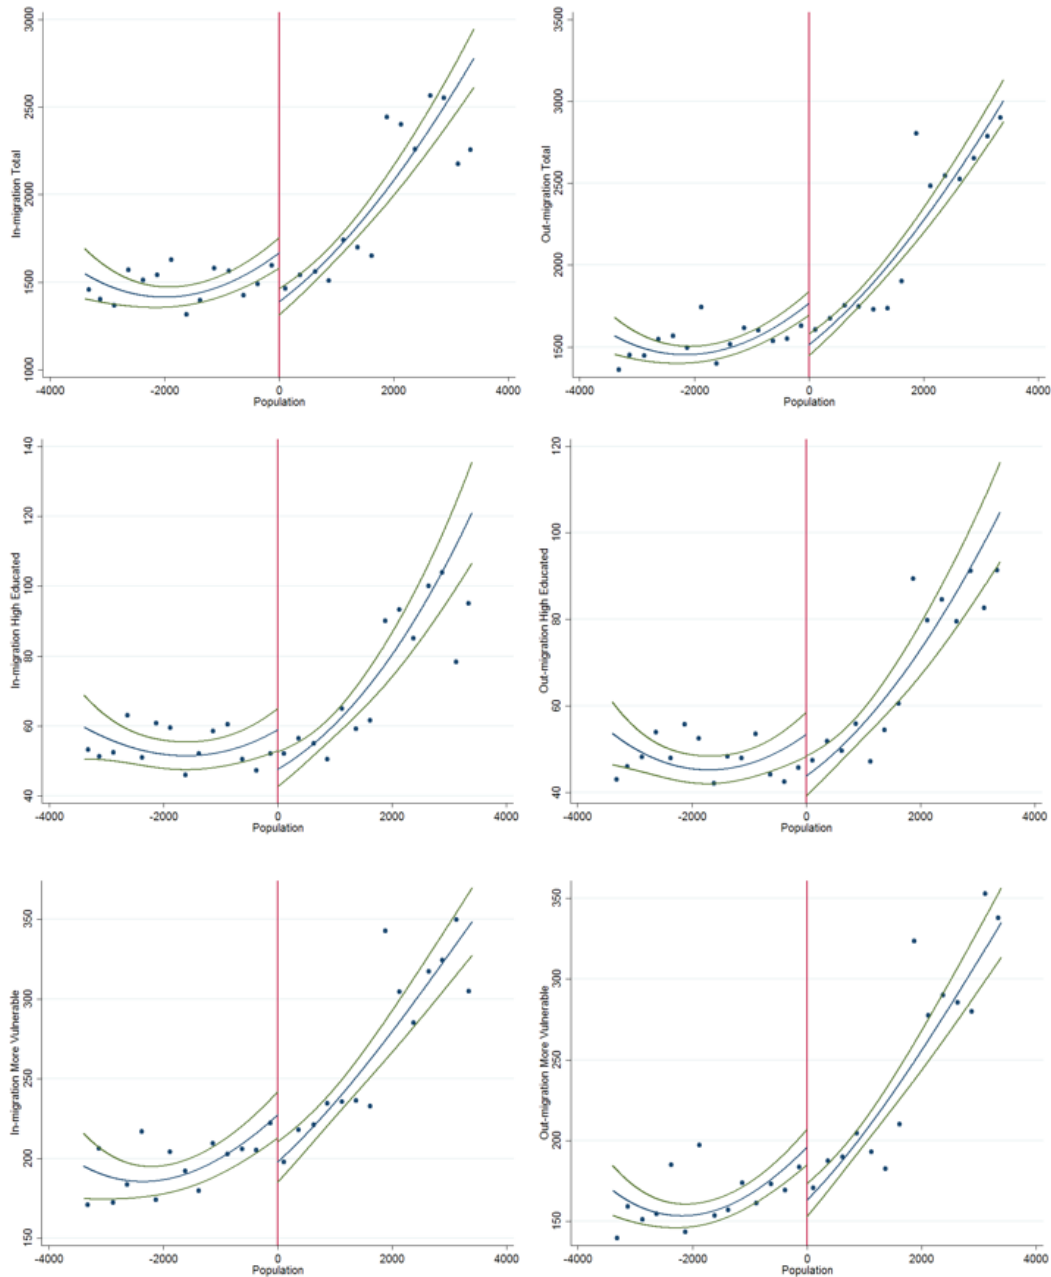 In-migration Total
3000
2500
2000
1500
1000
-4000 -2000 0 2000 4000
Population
Out-migration Total
3500
3000
2500
2000
1500
-4000 -2000 0 2000 4000
Population
In-migration High Educated
140
120
100
80
60
40
-4000 -2000 0 2000 4000
Population
Out-migration High Educated
120
100
80
60
40
-4000 -2000 0 2000 4000
Population
In-migration More Vulnerable
350
300
250
200
150
-4000 -2000 0 2000 4000
Population
Out-migration More Vulnerable
350
300
250
200
150
-4000 -2000 0 2000 4000
Population